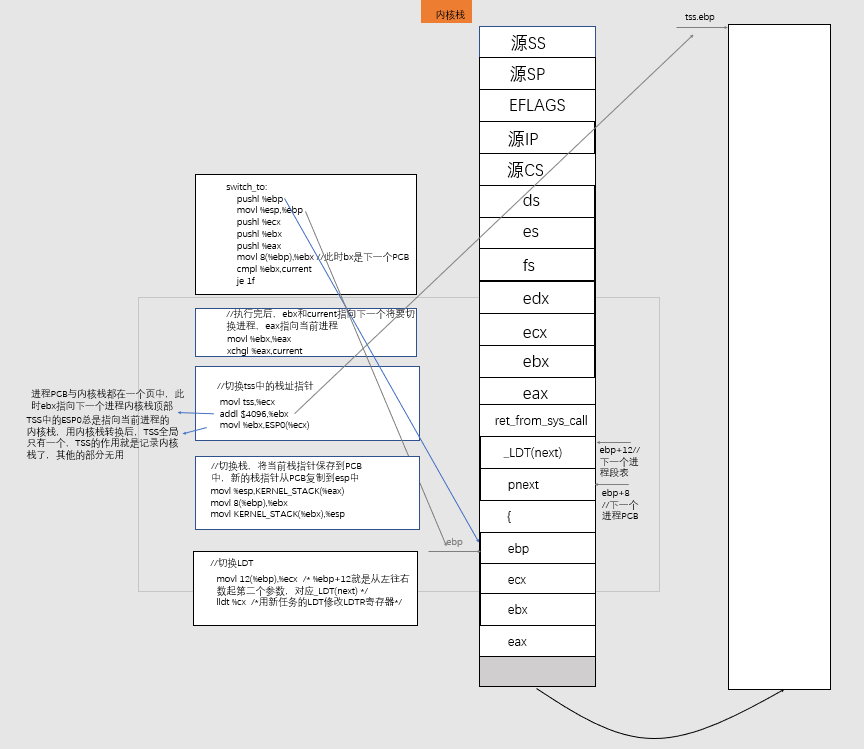 内核栈
tss.ebp
源SS
源SP
EFLAGS
源IP
源CS
ds
es
fs
edx
ecx
ebx
eax
ret_from_sys_call
_LDT(next)
pnext
{
ebp
ecx
ebx
eax
switch_to:
pushl %ebp
movl %esp,%ebp
pushl %ecx
pushl %ebx
pushl %eax
movl 8(%ebp),%ebx //此时bx是下一个PCB
cmpl %ebx,current
je 1f
//执行完后，ebx和current指向下一个将要切
换进程，eax指向当前进程
movl %ebx,%eax
xchgl %eax,current
//切换tss中的栈址指针
movl tss,%ecx
addl $4096,%ebx
movl %ebx,ESP0(%ecx)
进程PCB与内核栈都在一个页中，此
时ebx指向下一个进程内核栈顶部
TSS中的ESP0总是指向当前进程的
内核栈，用内核栈转换后，TSS全局
只有一个，TSS的作用就是记录内核
栈了，其他的部分无用
//切换栈，将当前栈指针保存到PCB
中，新的栈指针从PCB复制到esp中
movl %esp,KERNEL_STACK(%eax)
movl 8(%ebp),%ebx
movl KERNEL_STACK(%ebx),%esp
//切换LDT
movl 12(%ebp),%ecx /* %ebp+12就是从左往右
数起第二个参数，对应_LDT(next) */
lldt %cx /*用新任务的LDT修改LDTR寄存器*/
ebp
ebp+12//
下一个进
程段表
ebp+8
//下一个
进程PCB